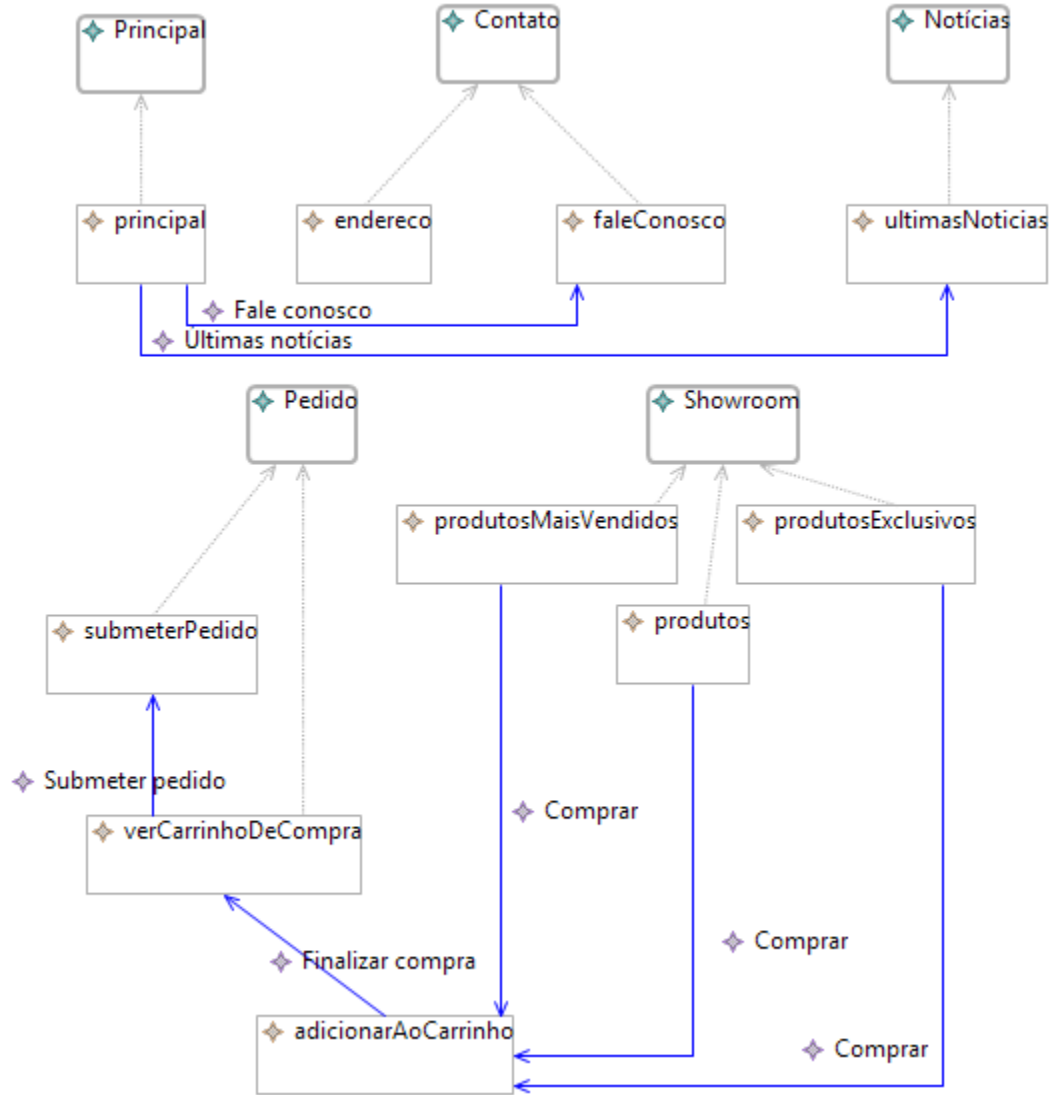 Principal
Contato
Notícias
principal
endereco
faleConosco
ultimasNoticias
Fale conosco
Últimas notícias
Pedido
Showroom
produtosMaisVendidos
produtosExclusivos
submeterPedido
produtos
Submeter pedido
Comprar
verCarrinhoDeCompra
Comprar
Finalizar compra
adicionarAoCarrinho
Comprar